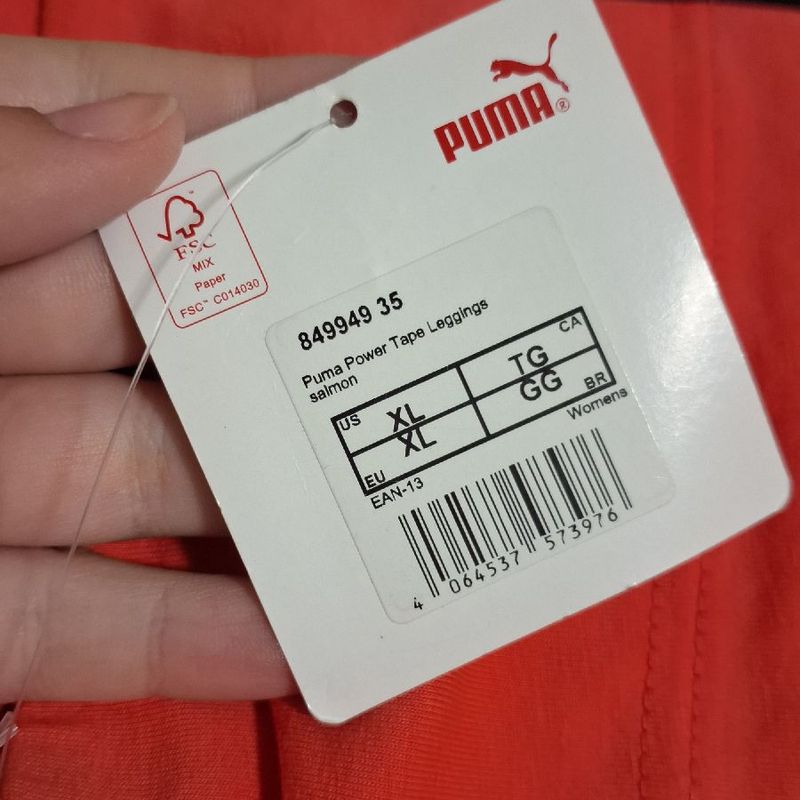 PUMA®
FSC™
MIX
Paper
FSC™ C014030
849949 35
Puma Power Tape Leggings
salmon
US XL TG CA
EU XL GG BR
EAN-13 Womens
4 064537 573976